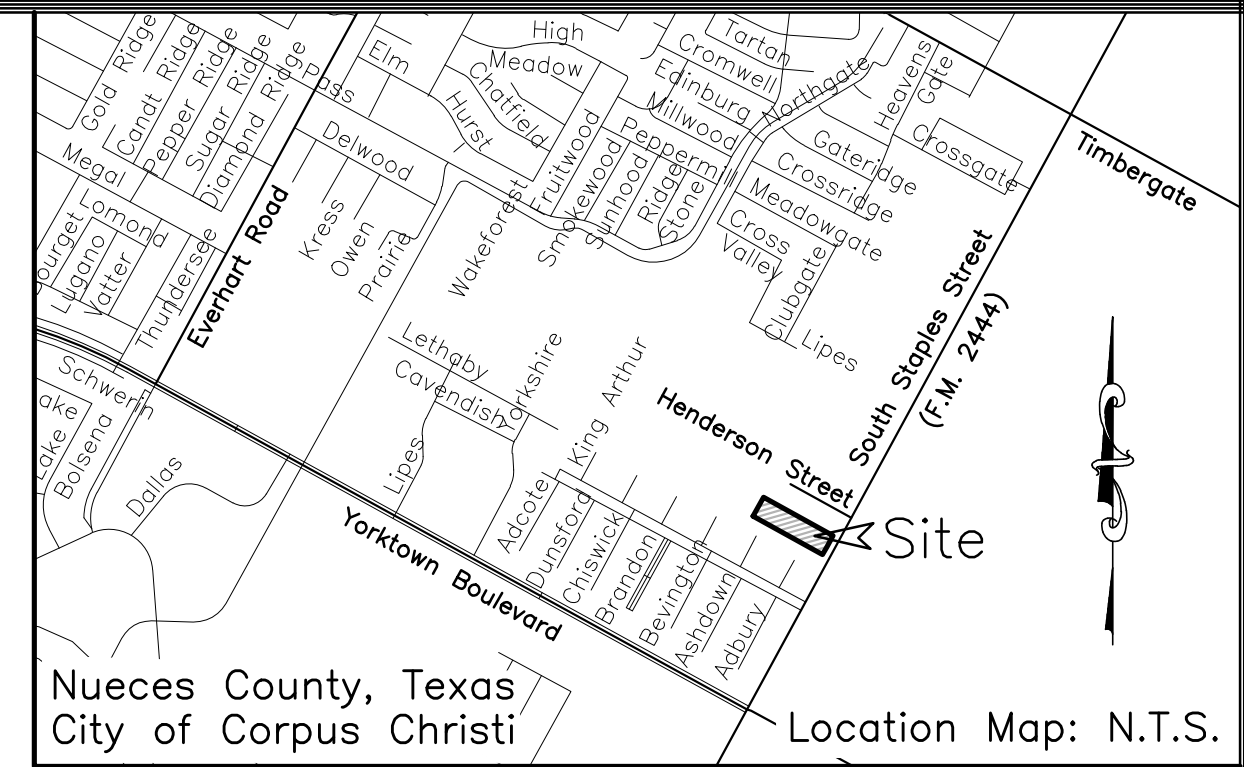 Gold Ridge
Candt Ridge
Pepper Ridge
Sugar Ridge
Diamond Ridge
Pass
Elm
High
Meadow
Chatfield
Hurst
Fruitwood
Tartan
Cromwell
Edinburg
Millwood
Peppermill
Northgate
Heavens
Gate
Crossgate
Gateridge
Crossridge
Meadowgate
Timbergate
Megal
Lomond
Lugano
Vatter
Thundersee
Everhart Road
Delwood
Kress
Owen
Prairie
Wakeforest
Smokewood
Sunhood
Ridge
Stone
Cross
Valley
Clubgate
Lipes
South Staples Street
(F.M. 2444)
Schwerin
Lake
Bolsena
Dallas
Lethaby
Cavendish
Yorkshire
King Arthur
Lipes
Henderson Street
Adcote
Dunsford
Chiswick
Brandon
Bevington
Ashdown
Adbury
Site
Yorktown Boulevard
Nueces County, Texas
City of Corpus Christi
Location Map: N.T.S.